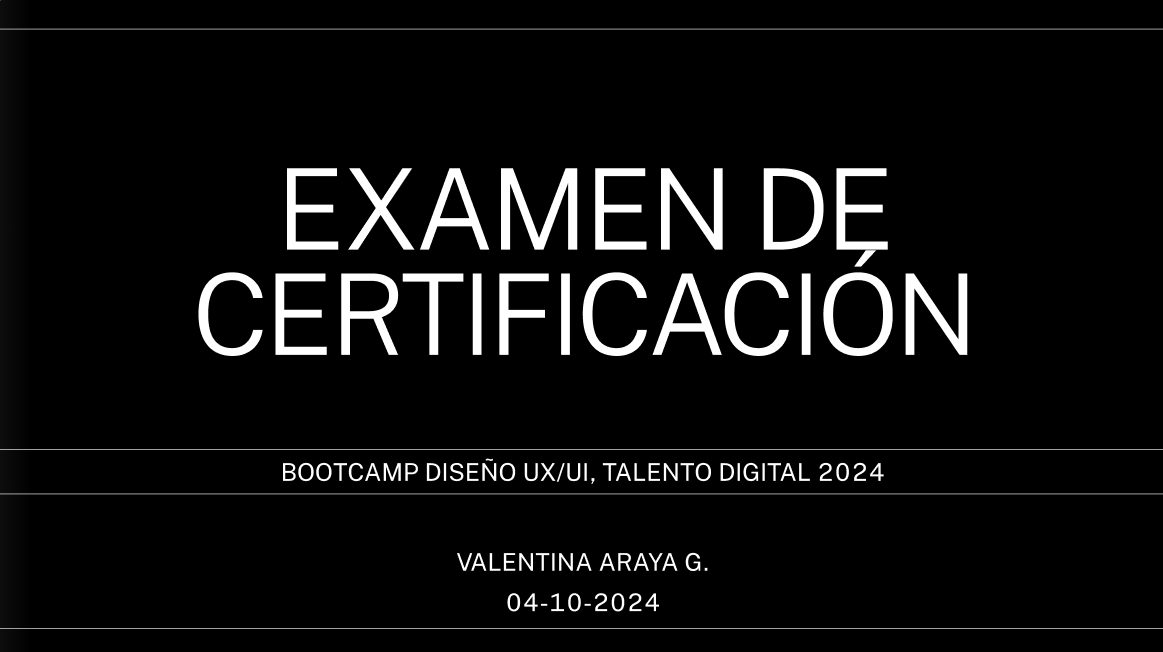 EXAMEN DE
CERTIFICACIÓN
BOOTCAMP DISEÑO UX/UI, TALENTO DIGITAL 2024
VALENTINA ARAYA G.
04-10-2024